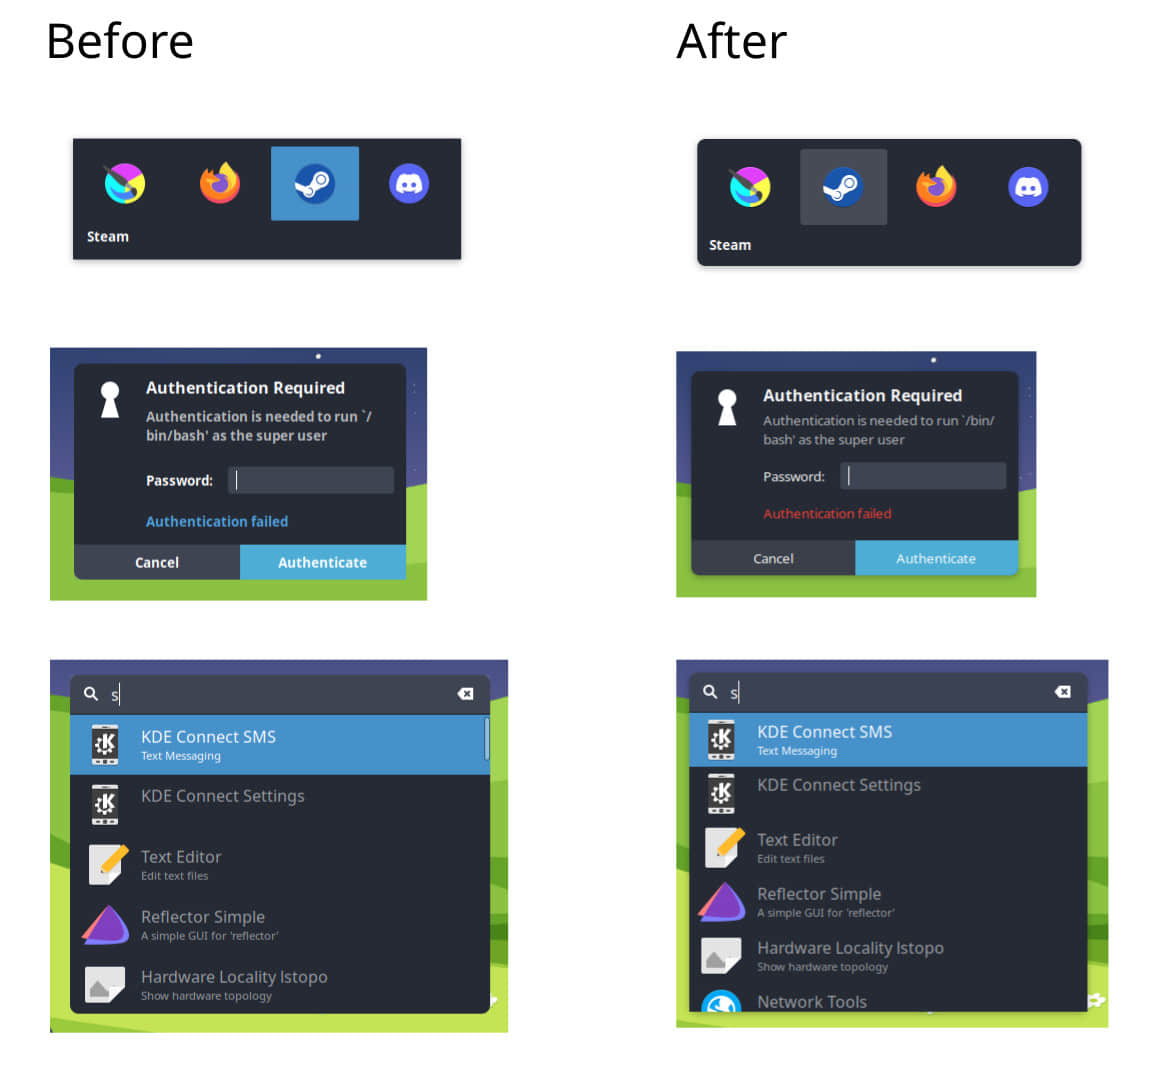 Before
After
Steam
Steam
Authentication Required
Authentication is needed to run `/
bin/bash' as the super user
Password:
Authentication failed
Cancel
Authenticate
Authentication Required
Authentication is needed to run `/bin/
bash' as the super user
Password:
Authentication failed
Cancel
Authenticate
s
KDE Connect SMS
Text Messaging
KDE Connect Settings
Text Editor
Edit text files
Reflector Simple
A simple GUI for 'reflector'
Hardware Locality lstopo
Show hardware topology
s
KDE Connect SMS
Text Messaging
KDE Connect Settings
Text Editor
Edit text files
Reflector Simple
A simple GUI for 'reflector'
Hardware Locality lstopo
Show hardware topology
Network Tools